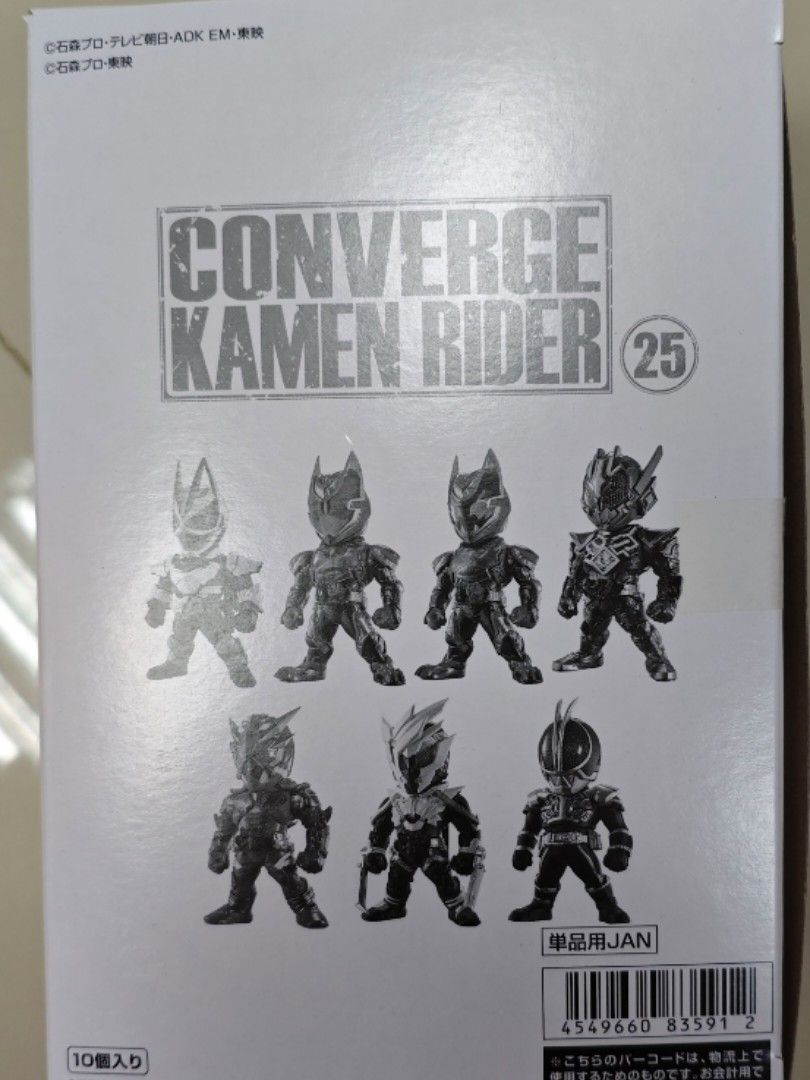 ©石森プロ・テレビ朝日・ADK EM・東映
©石森プロ・東映
CONVERGE
KAMEN RIDER
25
単品用JAN
4549660 83591 2
10個入り
※こちらのバーコードは、物流上で
使用するためのものです。お会計用で